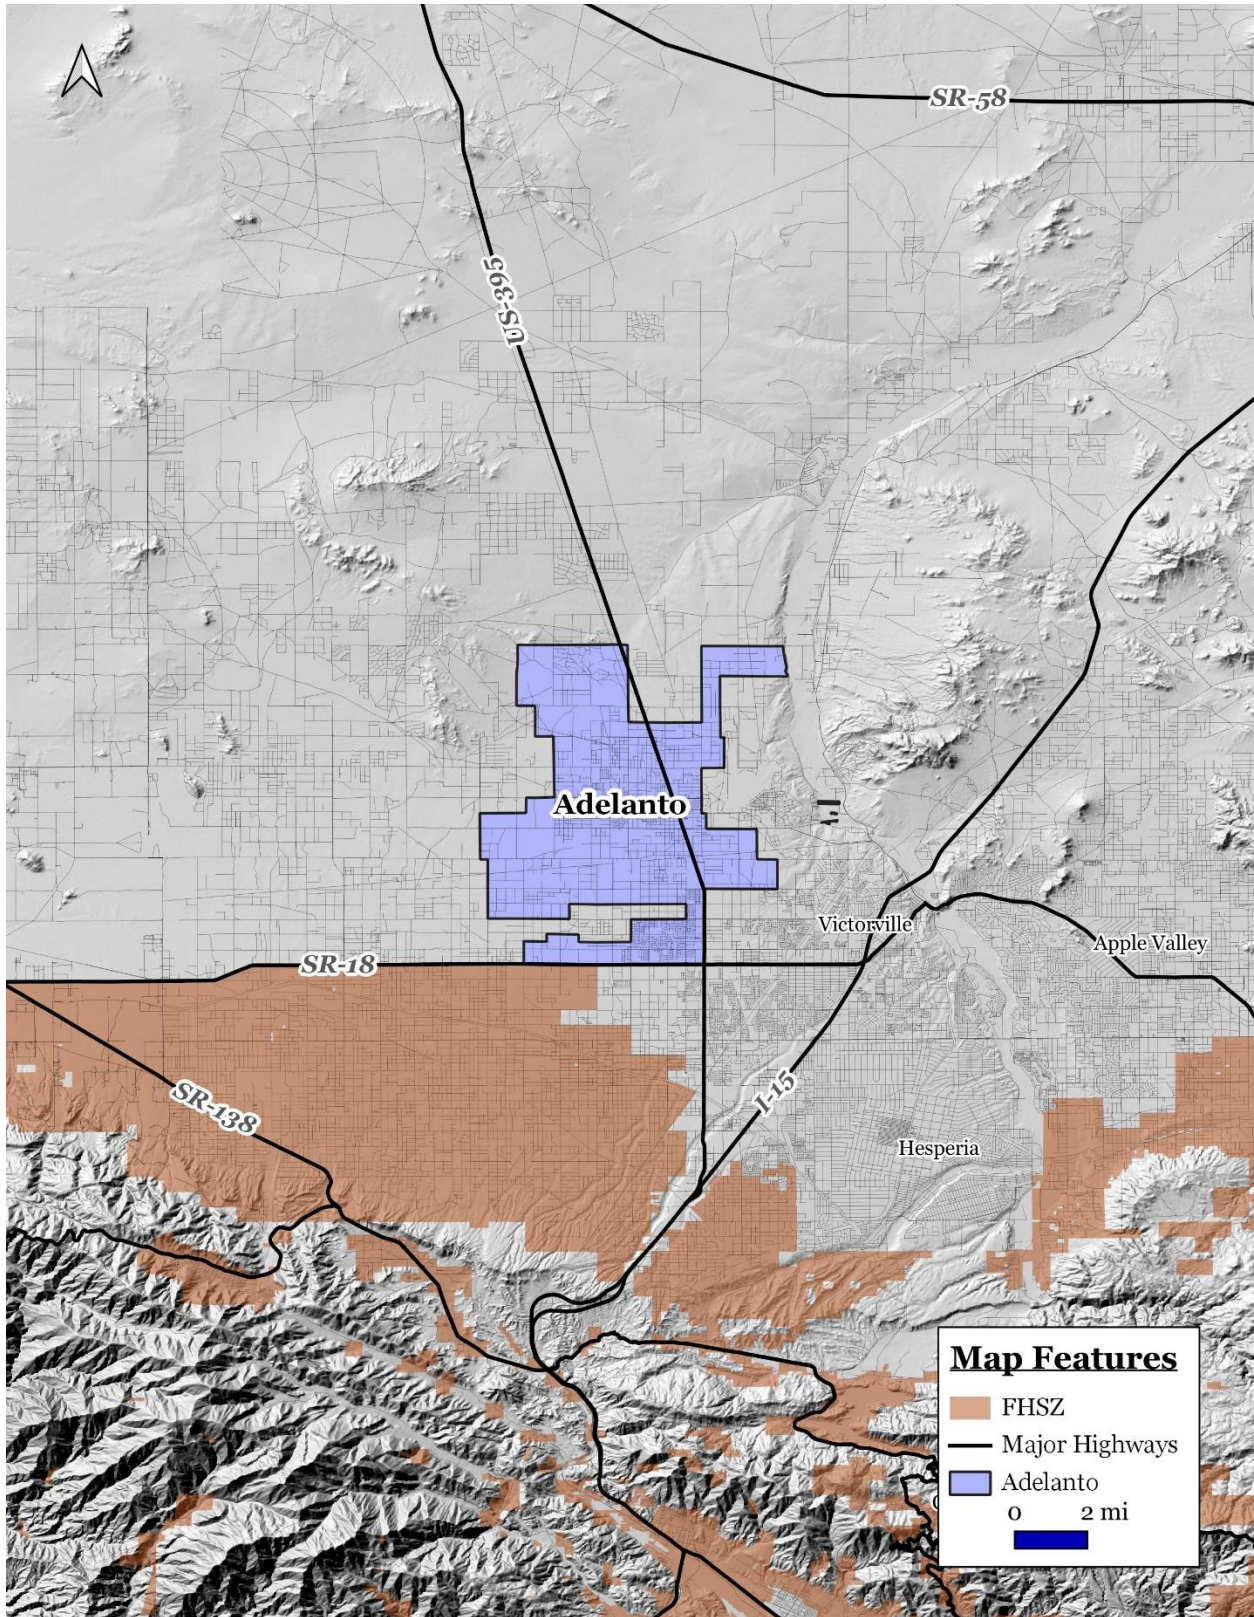 SR-58
US-395
Adelanto
Victorville
Apple Valley
SR-18
I-15
SR-138
Hesperia
Map Features
FHSZ
Major Highways
Adelanto
0 2 mi